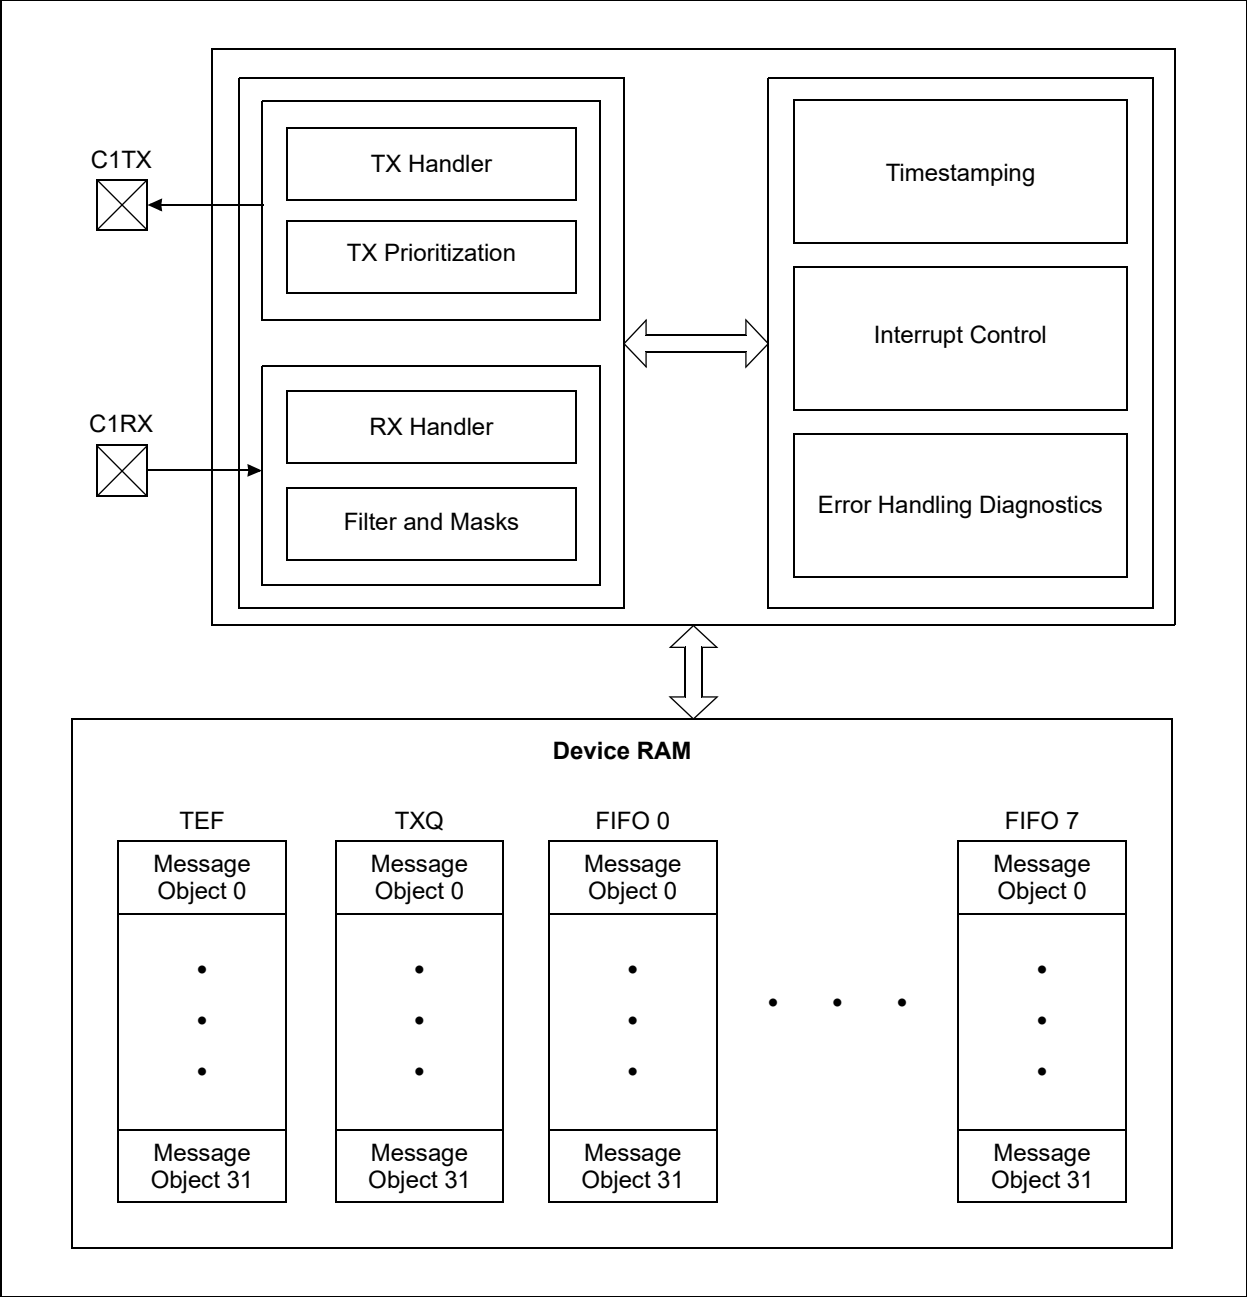 C1TX
TX Handler
TX Prioritization
C1RX
RX Handler
Filter and Masks
Timestamping
Interrupt Control
Error Handling Diagnostics
Device RAM
TEF
Message
Object 0
Message
Object 31
TXQ
Message
Object 0
Message
Object 31
FIFO 0
Message
Object 0
Message
Object 31
FIFO 7
Message
Object 0
Message
Object 31